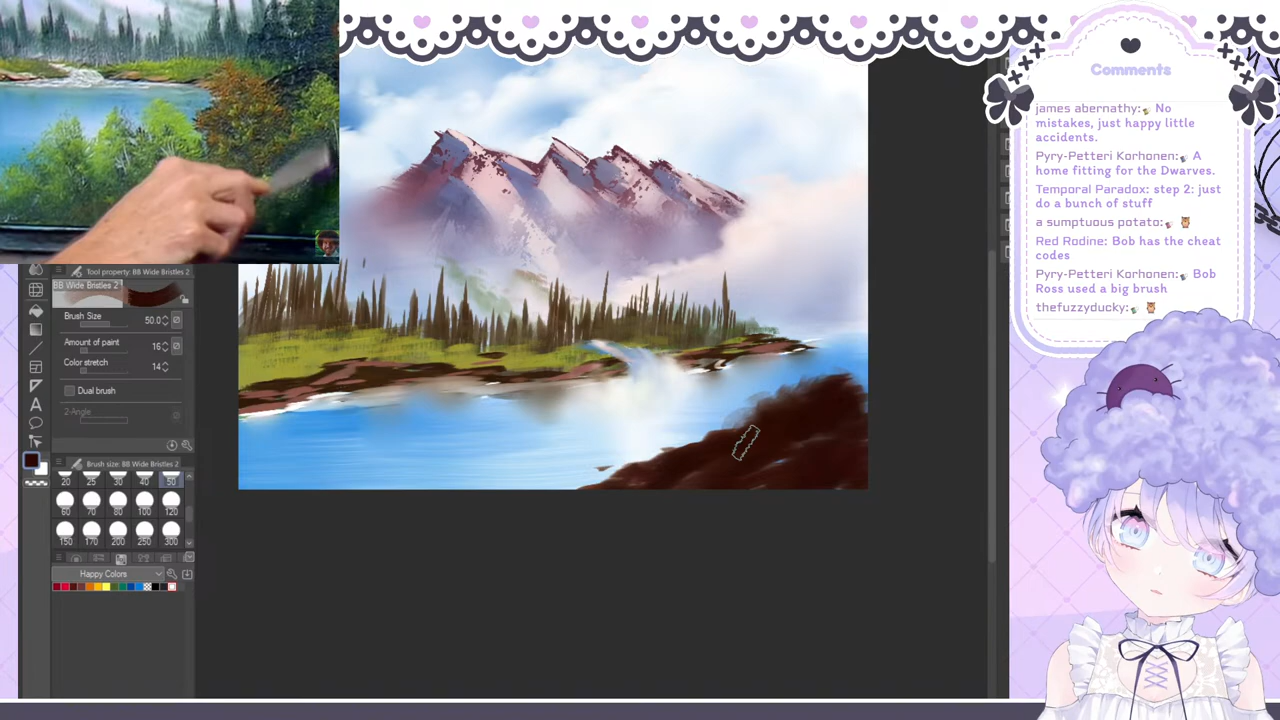 Comments
james abernathy: No
mistakes, just happy little
accidents.
Pyry-Petteri Korhonen: A
home fitting for the Dwarves.
Temporal Paradox: step 2: just
do a bunch of stuff
a sumptuous potato:
Red Rodine: Bob has the cheat
codes
Pyry-Petteri Korhonen: Bob
Ross used a big brush
thefuzzyducky:
Tool property: BB Wide Bristles 2
BB Wide Bristles 2
Brush Size 50.0
Amount of paint 16
Color stretch 14
Dual brush
2-Angle
Brush size: BB Wide Bristles 2
20 25 30 40 50
60 70 80 100 120
150 170 200 250 300
Happy Colors